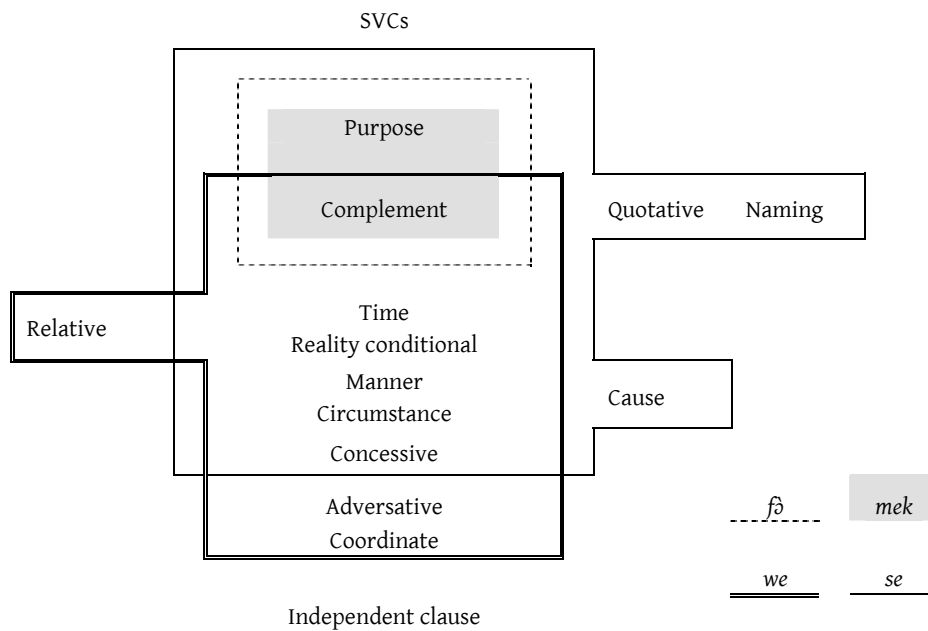 SVCs
Purpose
Complement
Quotative
Naming
Time
Relative
Reality conditional
Manner
Circumstance
Cause
Concessive
Adversative
fɔ̀
mek
Coordinate
we
se
Independent clause